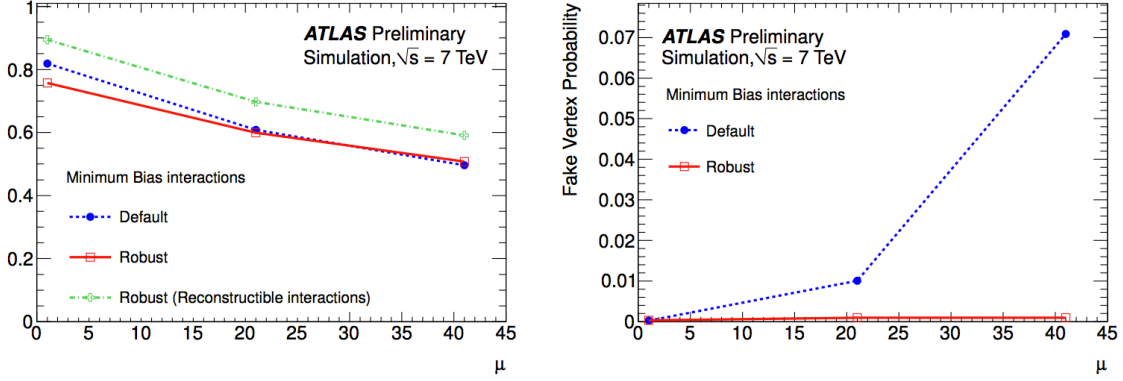 ATLAS Preliminary
Simulation,√s = 7 TeV
Minimum Bias interactions
Default
Robust
Robust (Reconstructible interactions)
1
0.8
0.6
0.4
0.2
0
0 5 10 15 20 25 30 35 40 45
μ
Fake Vertex Probability
ATLAS Preliminary
Simulation,√s = 7 TeV
Minimum Bias interactions
Default
Robust
0.07
0.06
0.05
0.04
0.03
0.02
0.01
0
0 5 10 15 20 25 30 35 40 45
μ